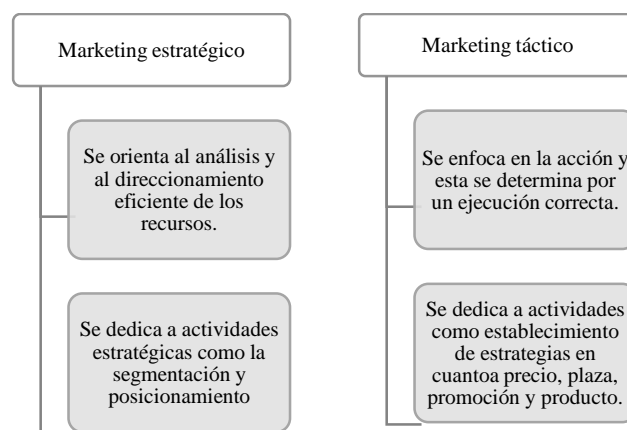 Marketing estratégico
Se orienta al análisis y
al direccionamiento
eficiente de los
recursos.
Se dedica a actividades
estratégicas como la
segmentación y
posicionamiento
Marketing táctico
Se enfoca en la acción y
esta se determina por
un ejecución correcta.
Se dedica a actividades
como establecimiento
de estrategias en
cuantoa precio, plaza,
promoción y producto.